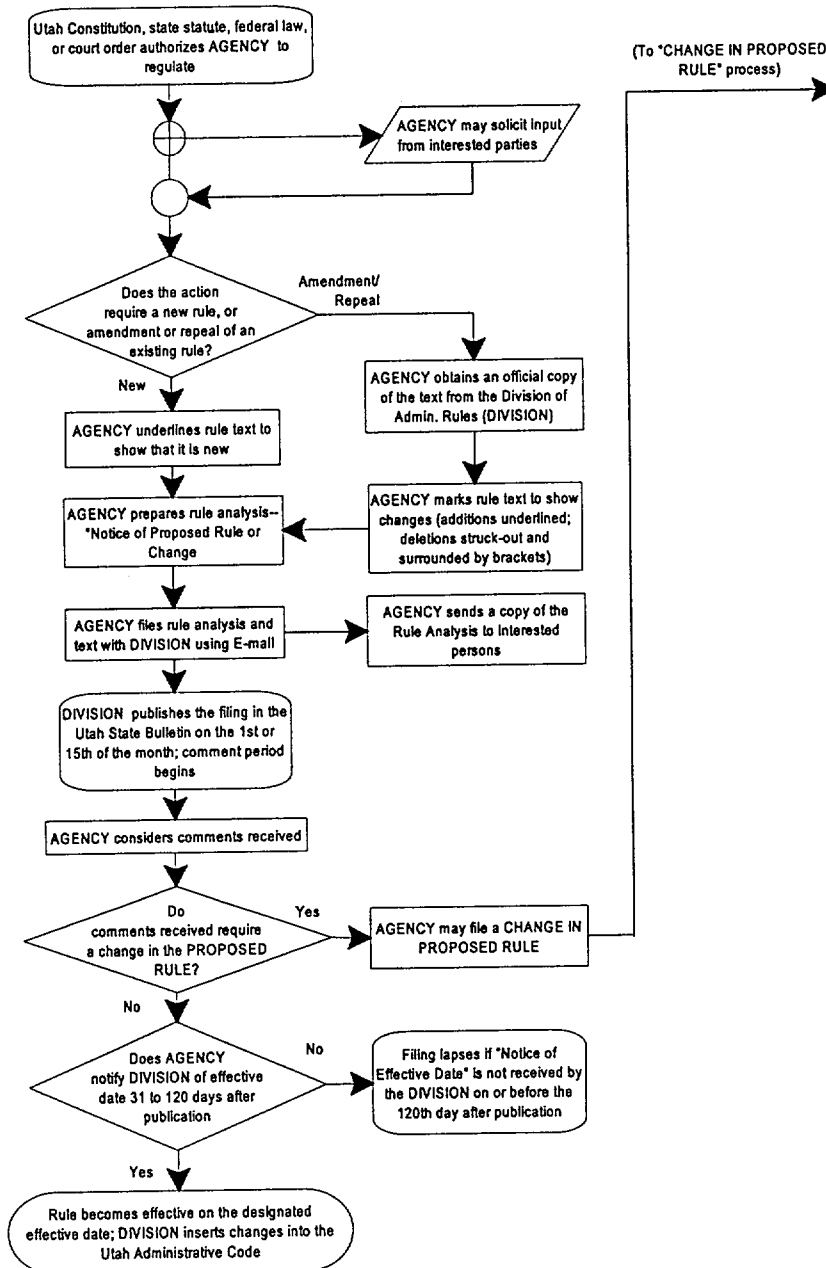 Utah Constitution, state statute, federal law,
or court order authorizes AGENCY to
regulate
(To "CHANGE IN PROPOSED
RULE" process)
AGENCY may solicit input
from interested parties
Does the action
require a new rule, or
amendment or repeal of an
existing rule?
Amendment/
Repeal
New
AGENCY obtains an official copy
of the text from the Division of
Admin. Rules (DIVISION)
AGENCY underlines rule text to
show that it is new
AGENCY marks rule text to show
changes (additions underlined;
deletions struck-out and
surrounded by brackets)
AGENCY prepares rule analysis--
"Notice of Proposed Rule or
Change
AGENCY files rule analysis and
text with DIVISION using E-mail
AGENCY sends a copy of the
Rule Analysis to Interested
persons
DIVISION publishes the filing in the
Utah State Bulletin on the 1st or
15th of the month; comment period
begins
AGENCY considers comments received
Do
comments received require
a change in the PROPOSED
RULE?
Yes
AGENCY may file a CHANGE IN
PROPOSED RULE
No
Does AGENCY
notify DIVISION of effective
date 31 to 120 days after
publication
No
Filing lapses if "Notice of
Effective Date" is not received by
the DIVISION on or before the
120th day after publication
Yes
Rule becomes effective on the designated
effective date; DIVISION inserts changes into the
Utah Administrative Code